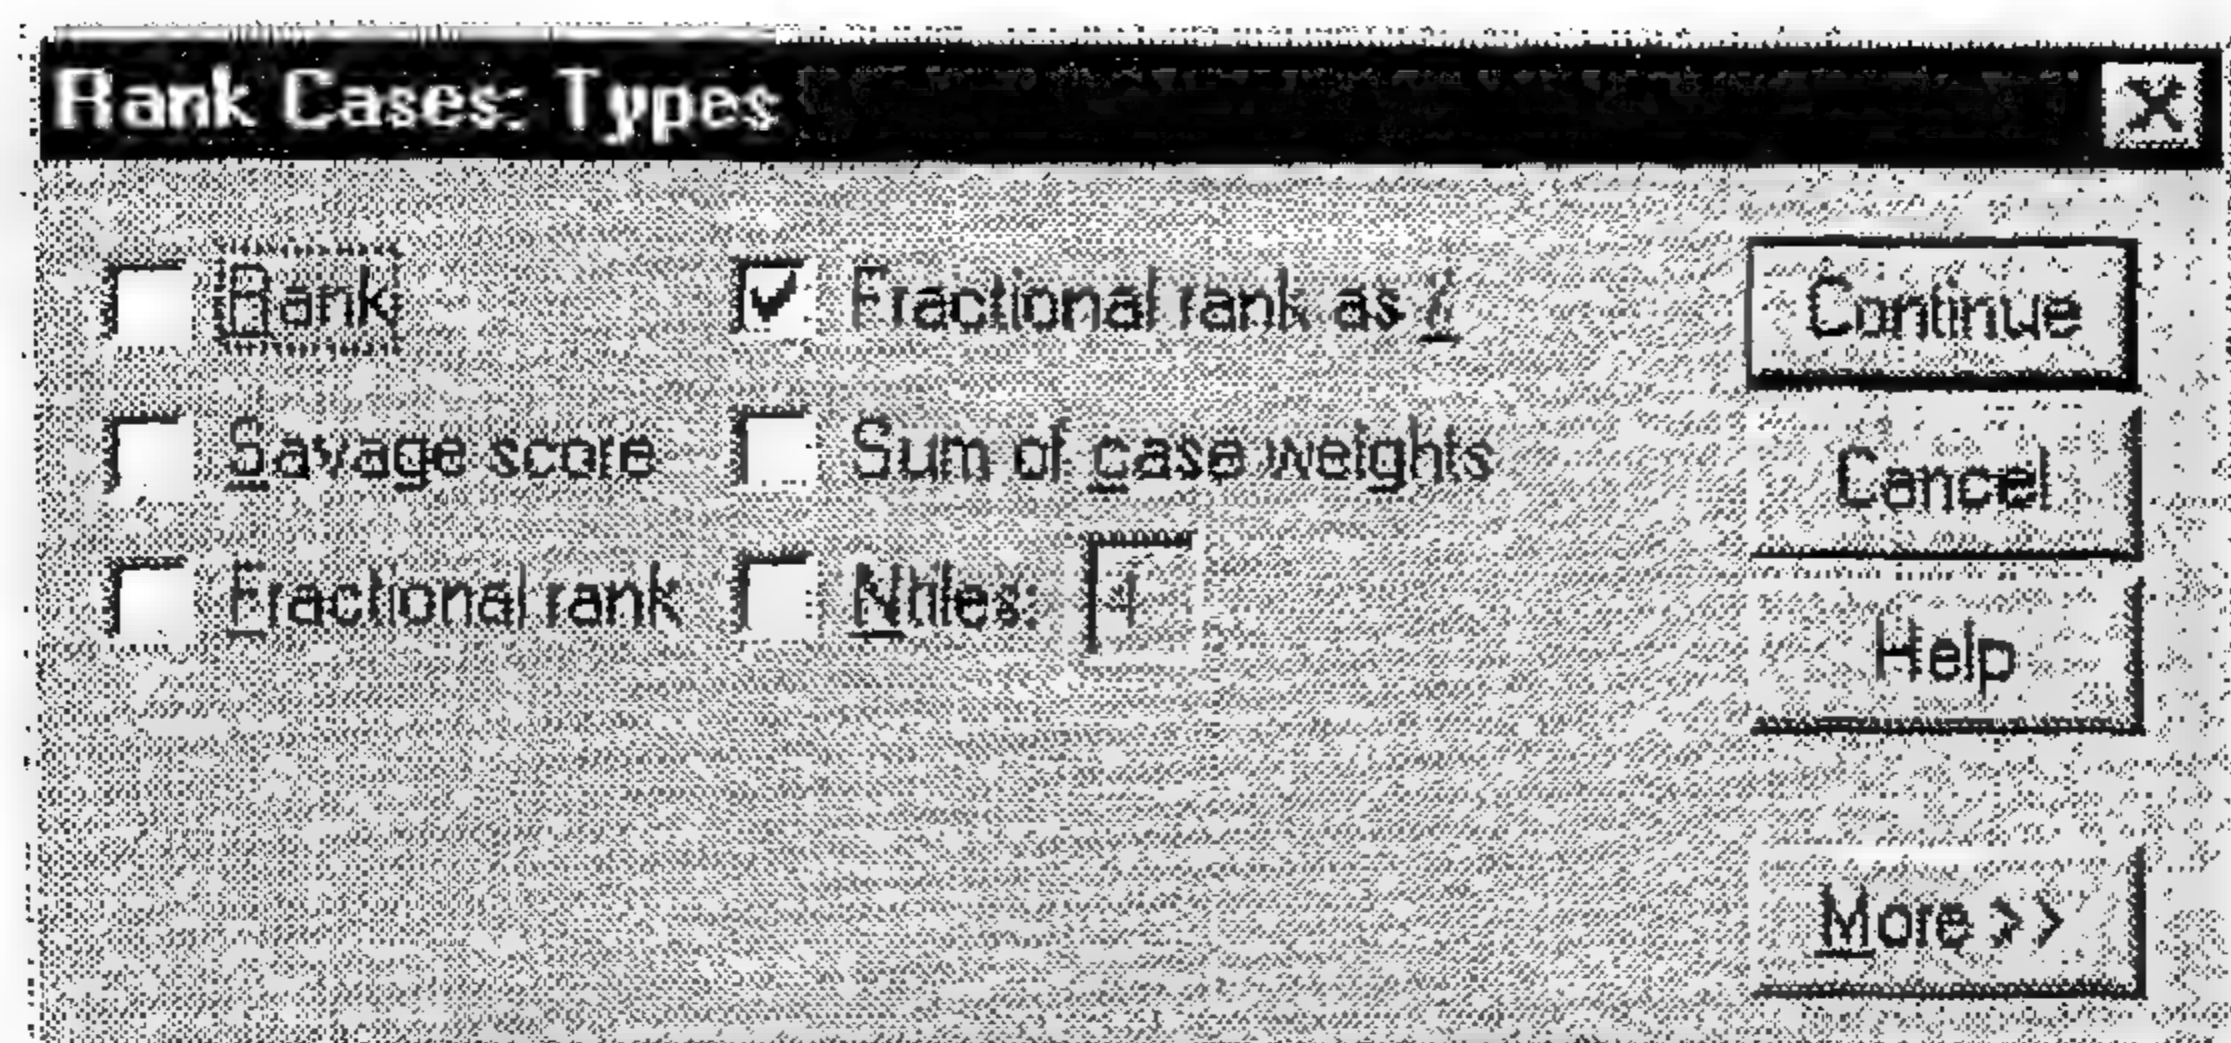 Rank Cases: Types
Rank
Fractional rank as %
Continue
Savage score
Sum of case weights
Cancel
Fractional rank
Ntiles: 4
Help
More >>